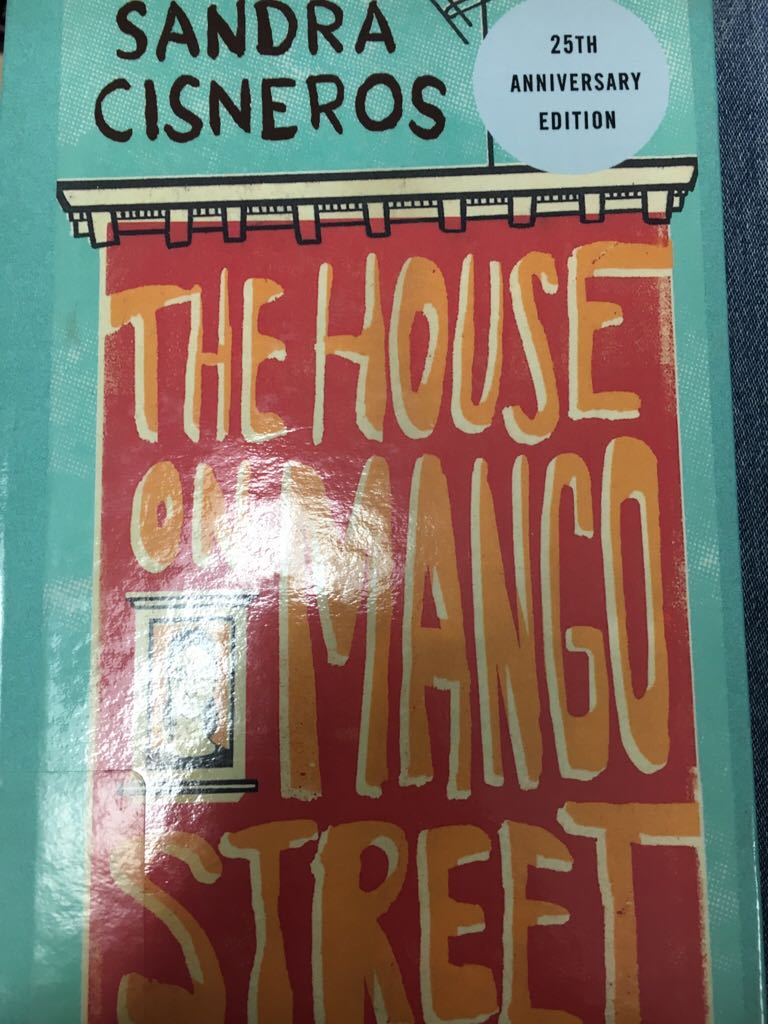 SANDRA
CISNEROS
25TH
ANNIVERSARY
EDITION
THE HOUSE
ON MANGO
STREET